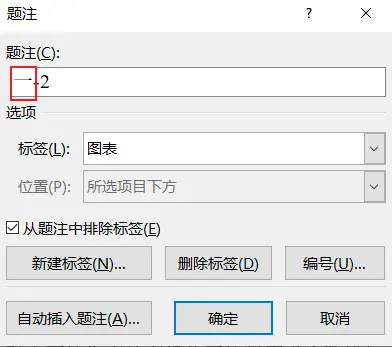 题注
题注(C):
一-2
选项
标签(L):
图表
位置(P):
所选项目下方
从题注中排除标签(E)
新建标签(N)...
删除标签(D)
编号(U)...
自动插入题注(A)...
确定
取消